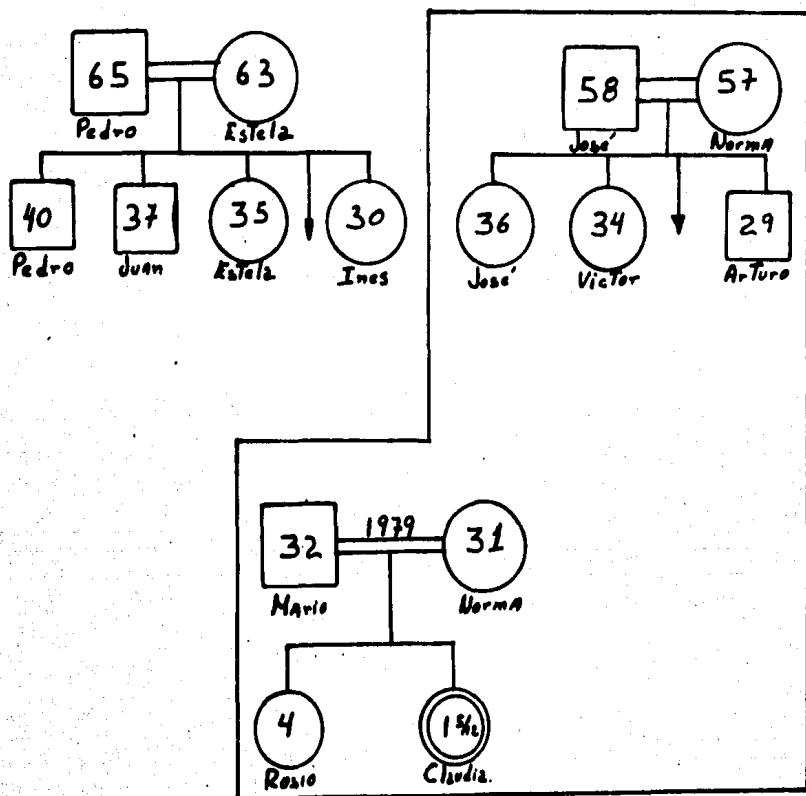 65 63
Pedro Estela
58 57
José Norma
40 37 35 30
Pedro Juan Estela Ines
36 34 29
José Victor Arturo
1979
32 31
Mario Norma
4 1 5/12
Rosio Claudia.